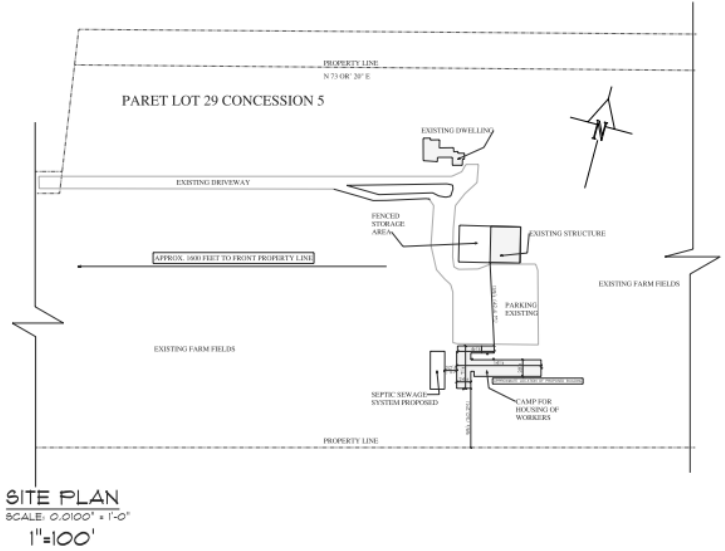 PROPERTY LINE
N 73 OR' 20" E
PARET LOT 29 CONCESSION 5
N
EXISTING DWELLING
EXISTING DRIVEWAY
FENCED
STORAGE
AREA
EXISTING STRUCTURE
APPROX. 1600 FEET TO FRONT PROPERTY LINE
EXISTING FARM FIELDS
PARKING
EXISTING
EXISTING FARM FIELDS
SEPTIC SEWAGE
SYSTEM PROPOSED
CAMP FOR
HOUSING OF
WORKERS
PROPERTY LINE
SITE PLAN
SCALE: 0.0100" = 1'-0"
1"=100'